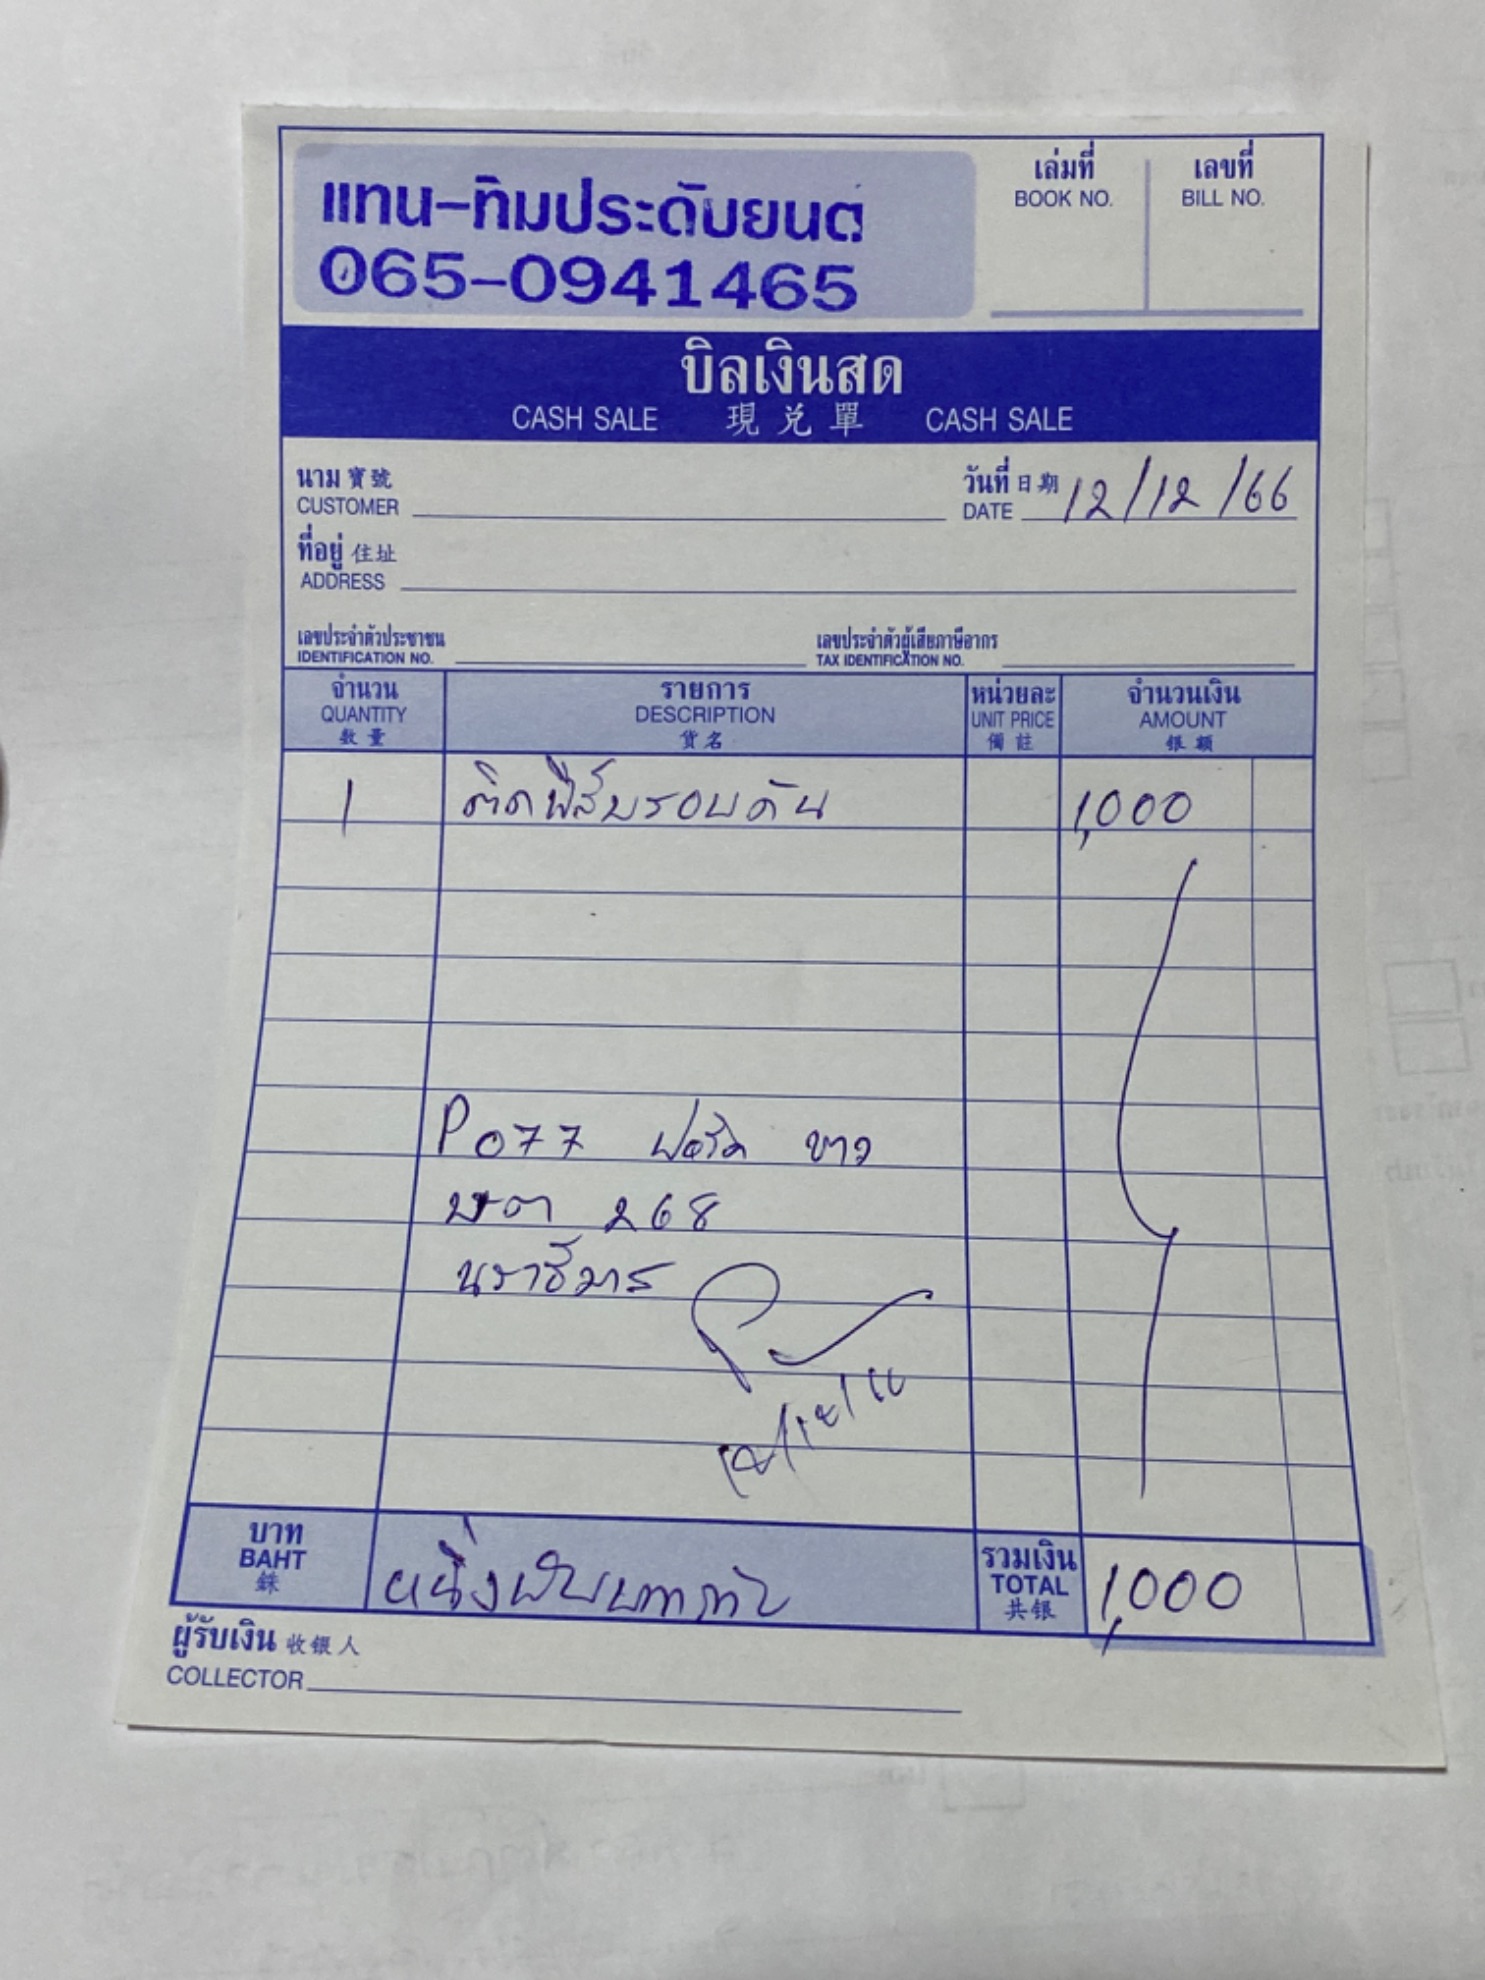 แทน-ทิมประดับยนต์
065-0941465
เล่มที่ เลขที่
BOOK NO. BILL NO.
บิลเงินสด
CASH SALE 現兑單 CASH SALE
นาม 寳號 วันที่ 日期 12/12/66
CUSTOMER DATE
ที่อยู่ 住址
ADDRESS
เลขประจำตัวประชาชน เลขประจำตัวผู้เสียภาษีอากร
IDENTIFICATION NO. TAX IDENTIFICATION NO.
จำนวน รายการ หน่วยละ จำนวนเงิน
QUANTITY DESCRIPTION UNIT PRICE AMOUNT
数量 貨名 備註 银额
1 ติดฟิล์มรอบคัน 1,000
P077 ฟอร์ด ขาว
268
นราธิวาส
บาท รวมเงิน
BAHT หนึ่งพันบาท TOTAL 1,000
銖 共银
ผู้รับเงิน 收银人
COLLECTOR